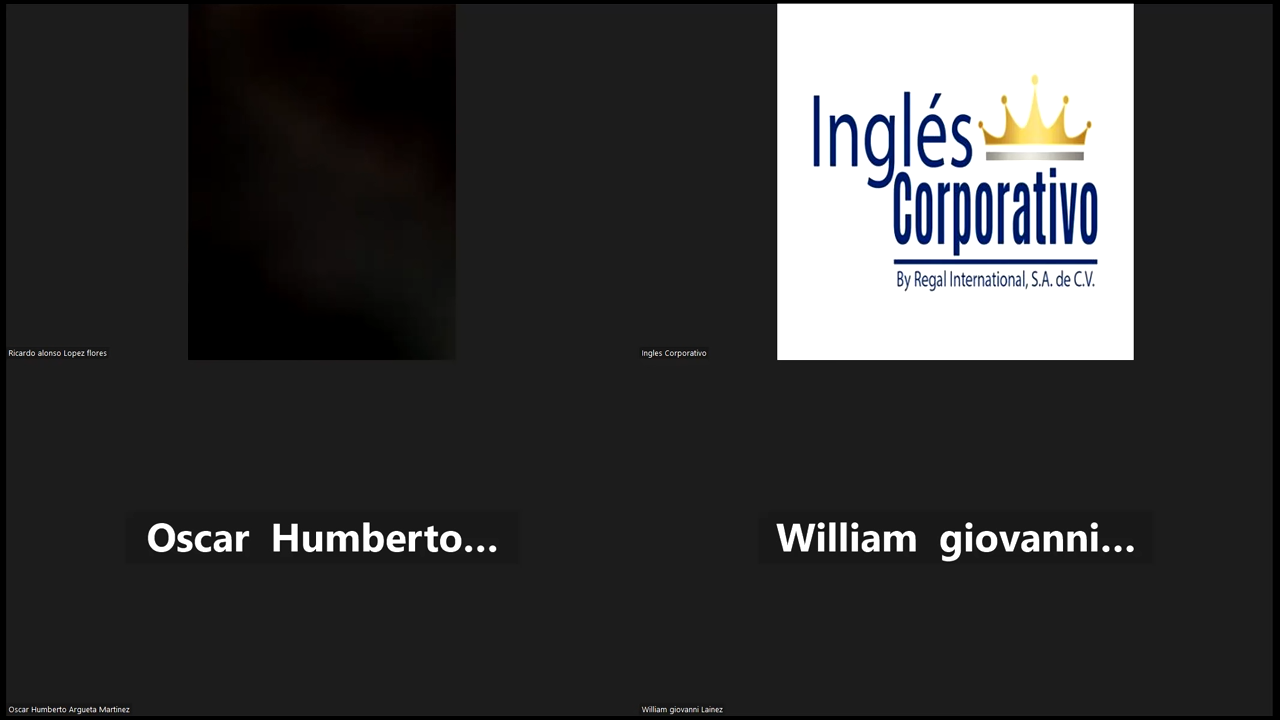 Inglés
Corporativo
By Regal International, S.A. de C.V.
Ricardo alonso Lopez flores
Ingles Corporativo
Oscar Humberto...
William giovanni...
Oscar Humberto Argueta Martinez
William giovanni Lainez